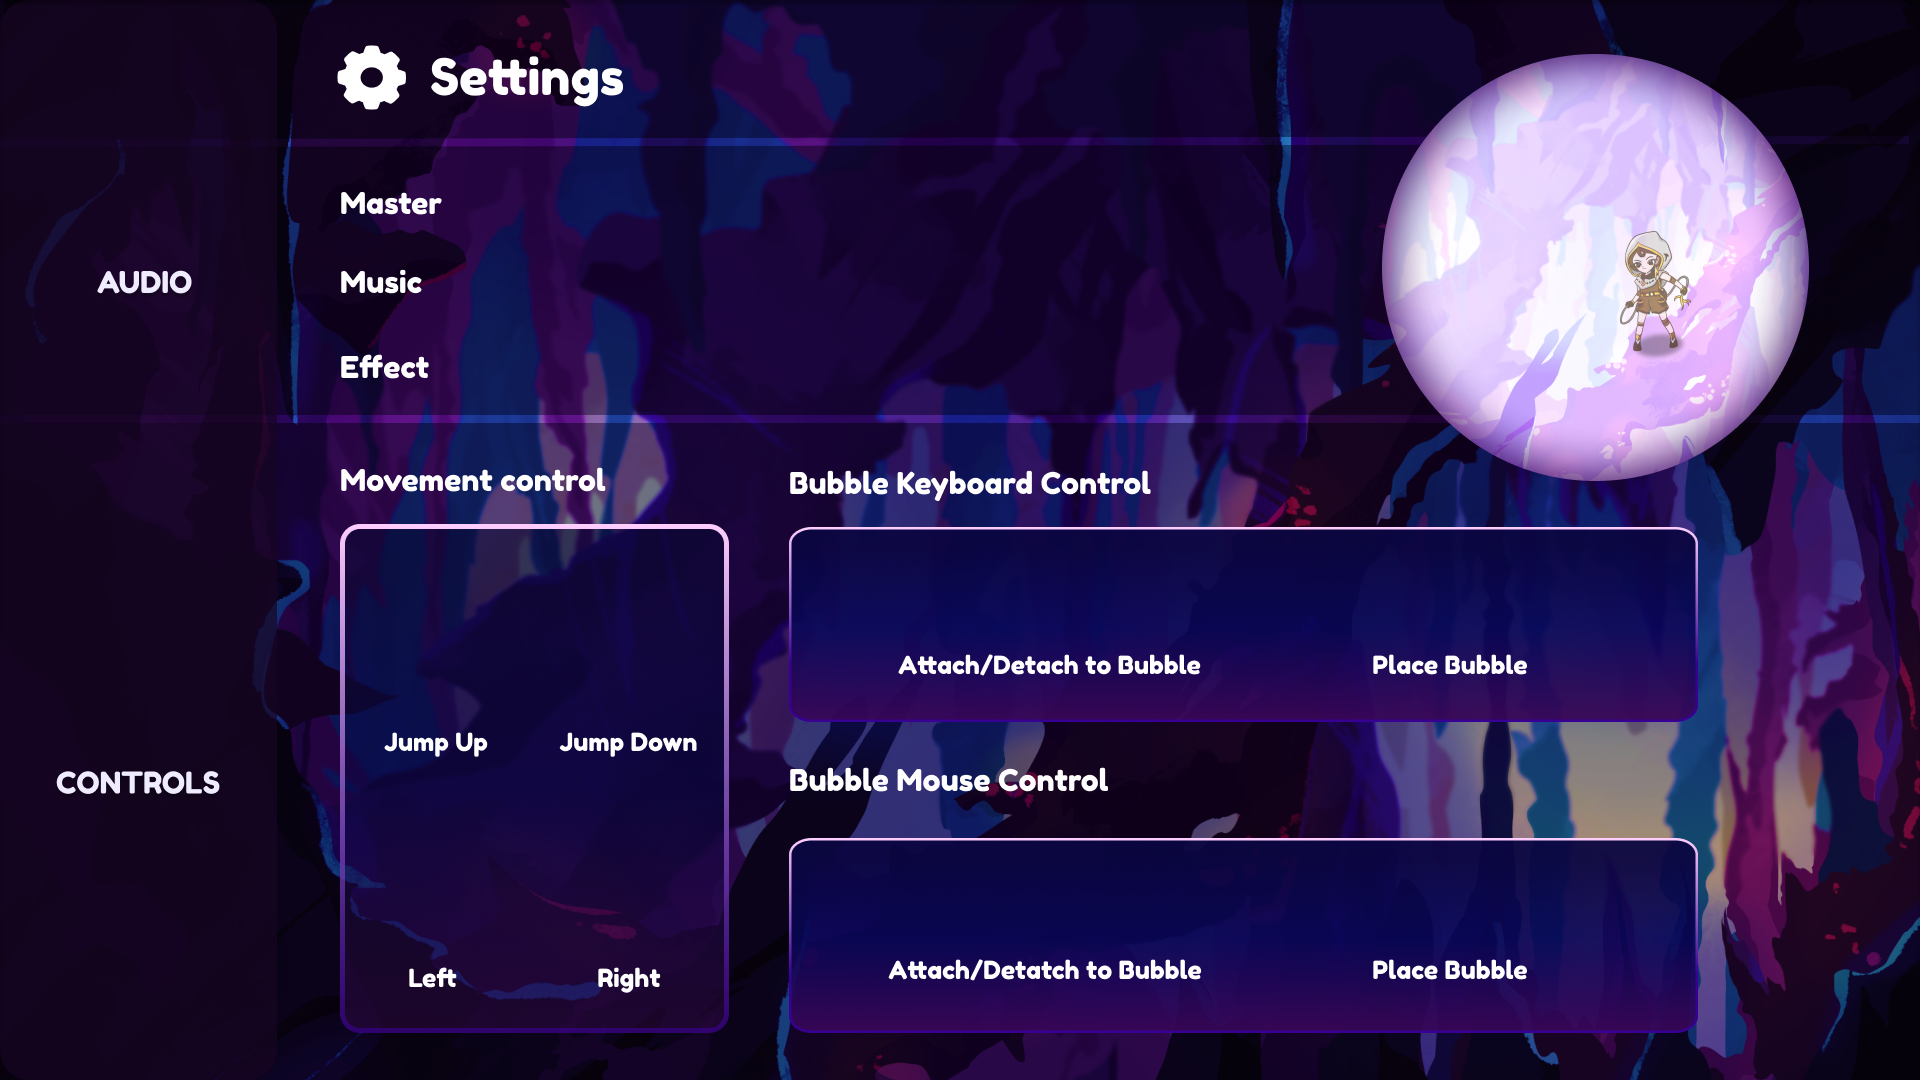 Settings
AUDIO
Master
Music
Effect
CONTROLS
Movement control
Jump Up
Jump Down
Left
Right
Bubble Keyboard Control
Attach/Detach to Bubble
Place Bubble
Bubble Mouse Control
Attach/Detatch to Bubble
Place Bubble